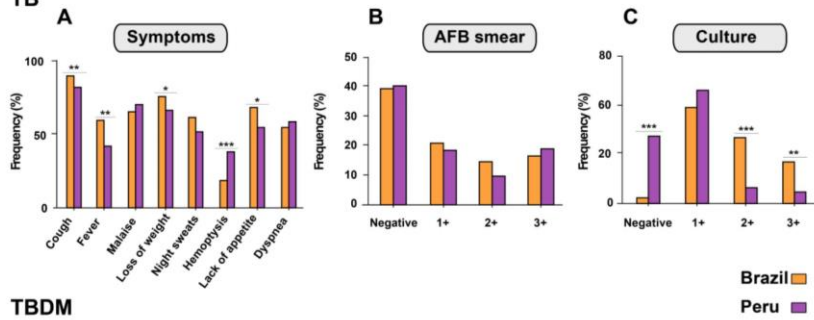 TB
A
Symptoms
Frequency (%)
100
50
0
**
**
*
***
*
Cough
Fever
Malaise
Loss of weight
Night sweats
Hemoptysis
Lack of appetite
Dyspnea
B
AFB smear
Frequency (%)
50
40
30
20
10
0
Negative 1+ 2+ 3+
C
Culture
Frequency (%)
80
60
20
0
***
***
**
Negative 1+ 2+ 3+
Brazil
Peru
TBDM